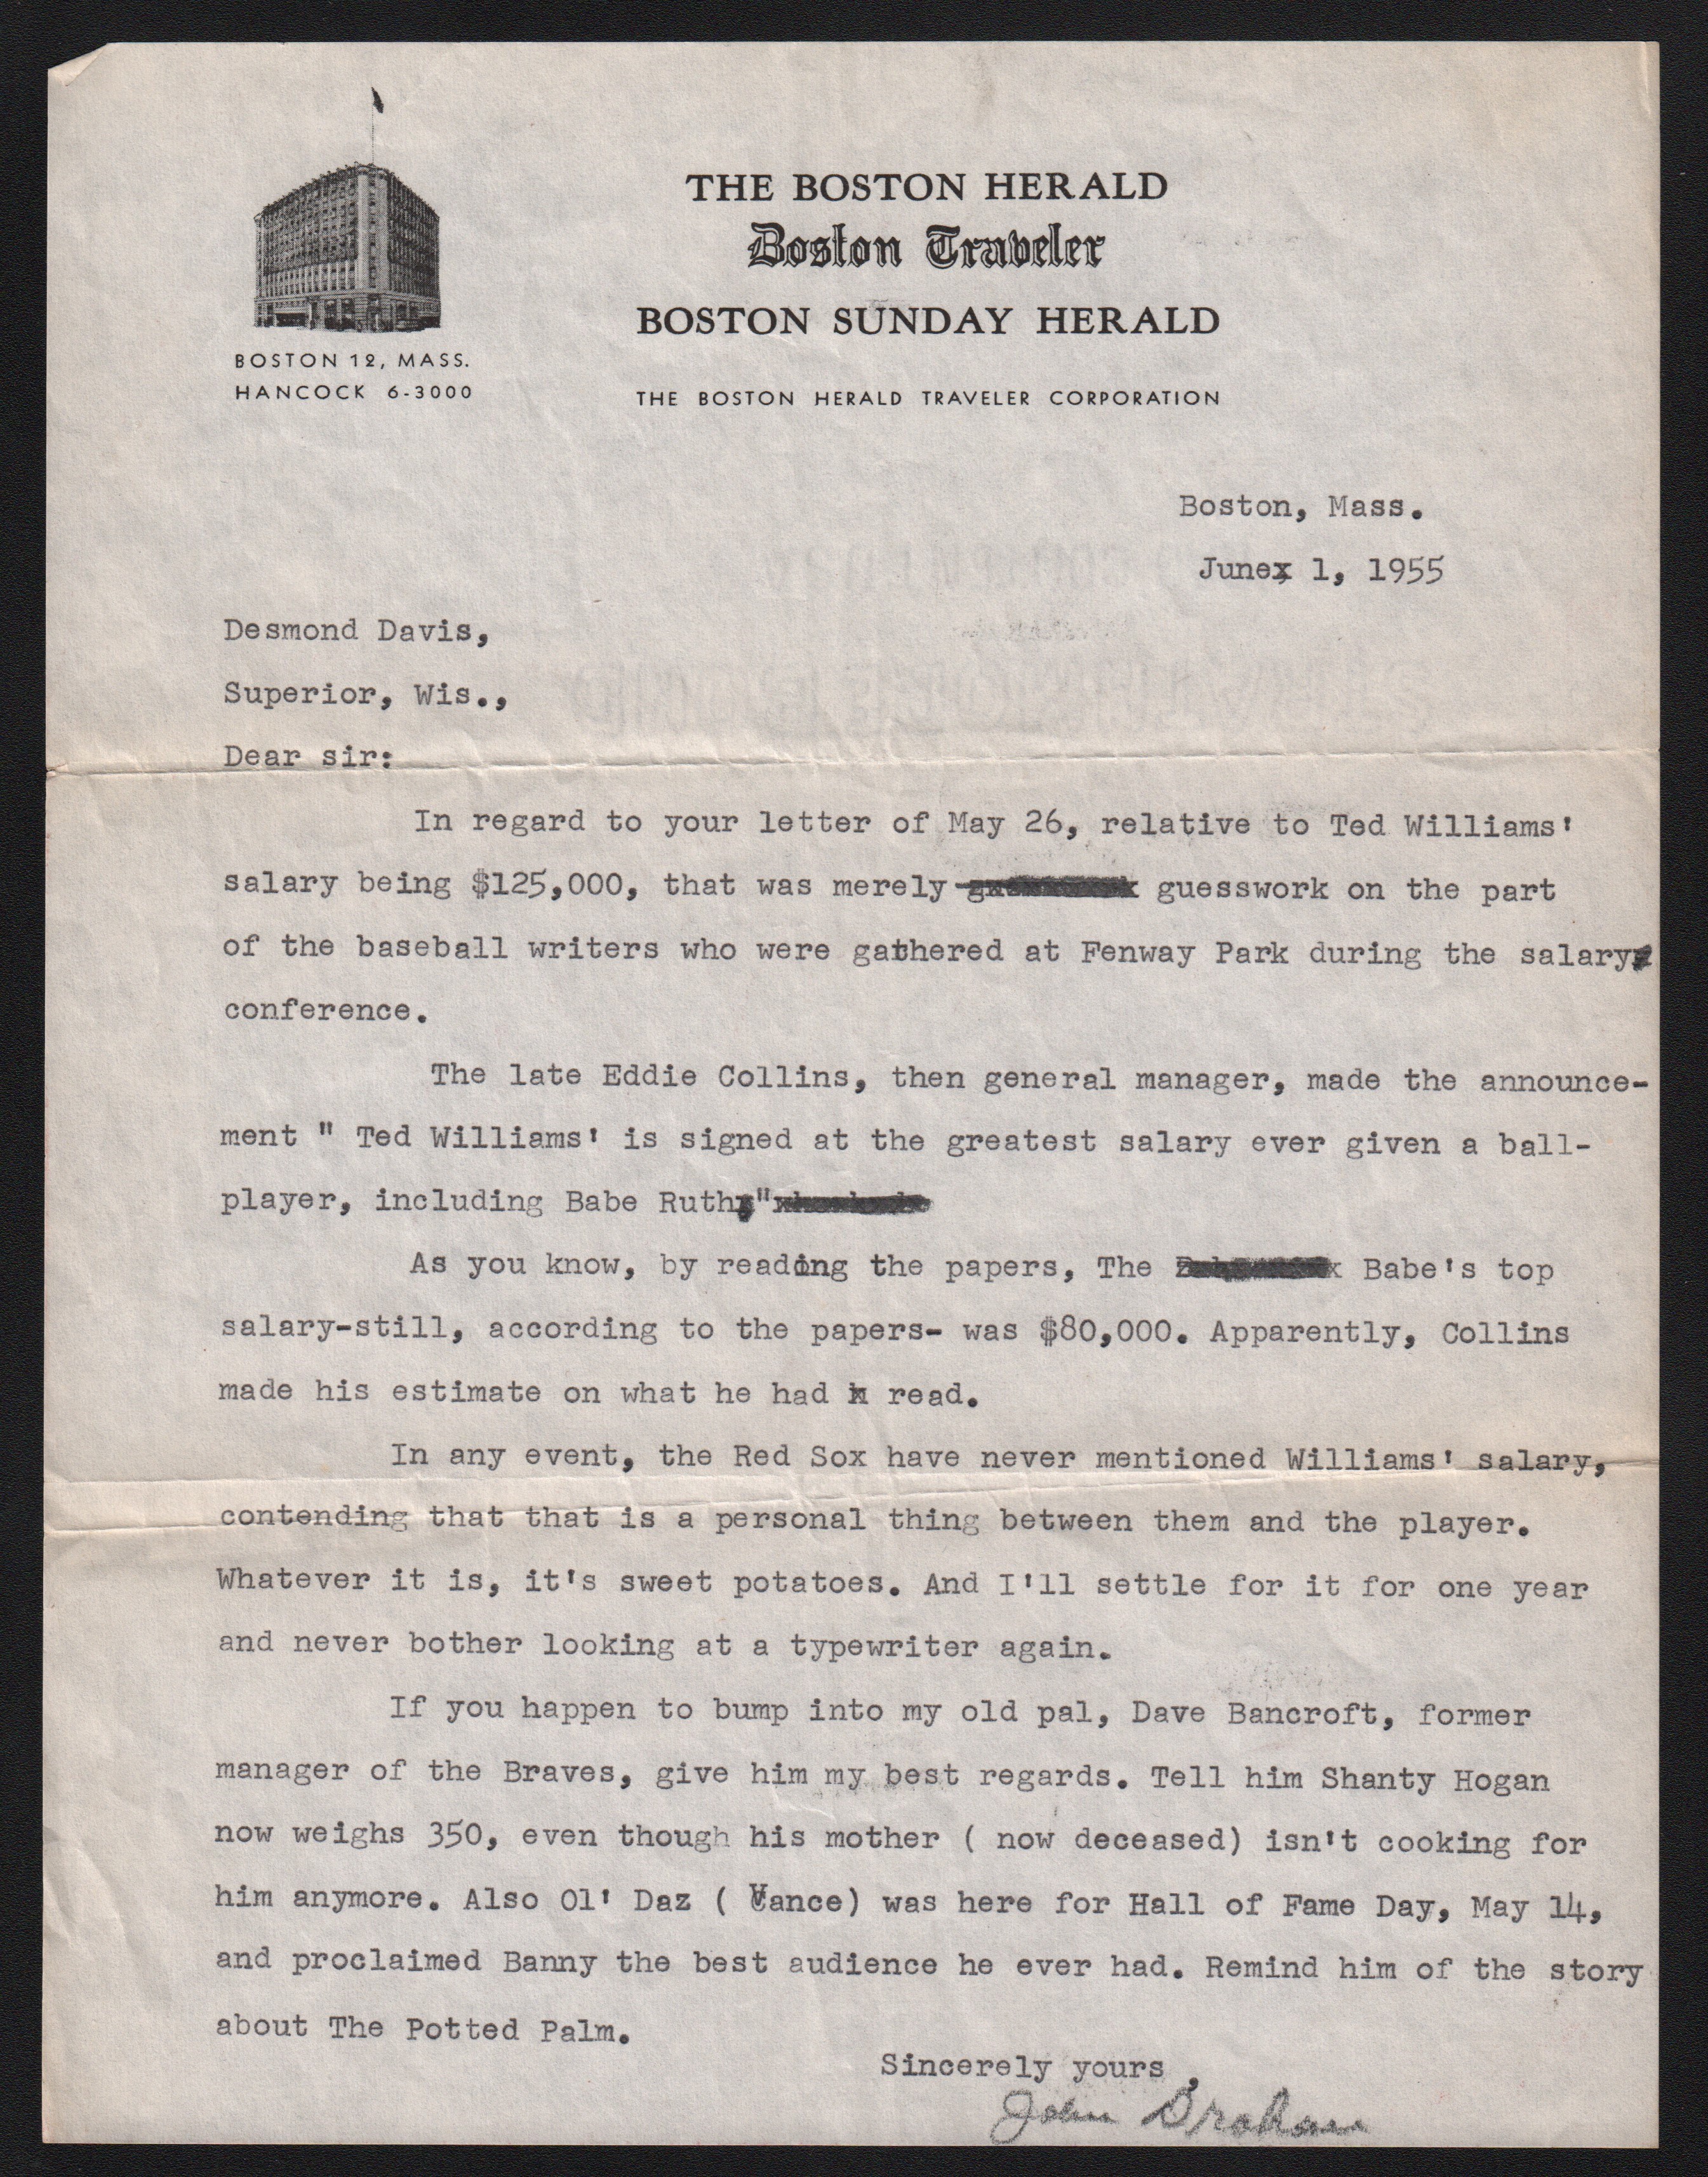 THE BOSTON HERALD
Boston Traveler
BOSTON SUNDAY HERALD
BOSTON 12, MASS.
HANCOCK 6-3000
THE BOSTON HERALD TRAVELER CORPORATION
Boston, Mass.
June 1, 1955
Desmond Davis,
Superior, Wis.,
Dear sir:
In regard to your letter of May 26, relative to Ted Williams'
salary being $125,000, that was merely guesswork on the part
of the baseball writers who were gathered at Fenway Park during the salary
conference.
The late Eddie Collins, then general manager, made the announce-
ment " Ted Williams' is signed at the greatest salary ever given a ball-
player, including Babe Ruth"
As you know, by reading the papers, The Babe's top
salary-still, according to the papers- was $80,000. Apparently, Collins
made his estimate on what he had read.
In any event, the Red Sox have never mentioned Williams' salary,
contending that that is a personal thing between them and the player.
Whatever it is, it's sweet potatoes. And I'll settle for it for one year
and never bother looking at a typewriter again.
If you happen to bump into my old pal, Dave Bancroft, former
manager of the Braves, give him my best regards. Tell him Shanty Hogan
now weighs 350, even though his mother ( now deceased) isn't cooking for
him anymore. Also Ol' Daz ( Vance) was here for Hall of Fame Day, May 14,
and proclaimed Banny the best audience he ever had. Remind him of the story
about The Potted Palm.
Sincerely yours ,
John